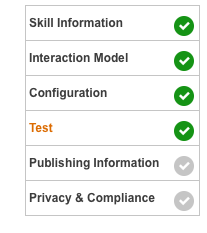 Skill Information
Interaction Model
Configuration
Test
Publishing Information
Privacy & Compliance